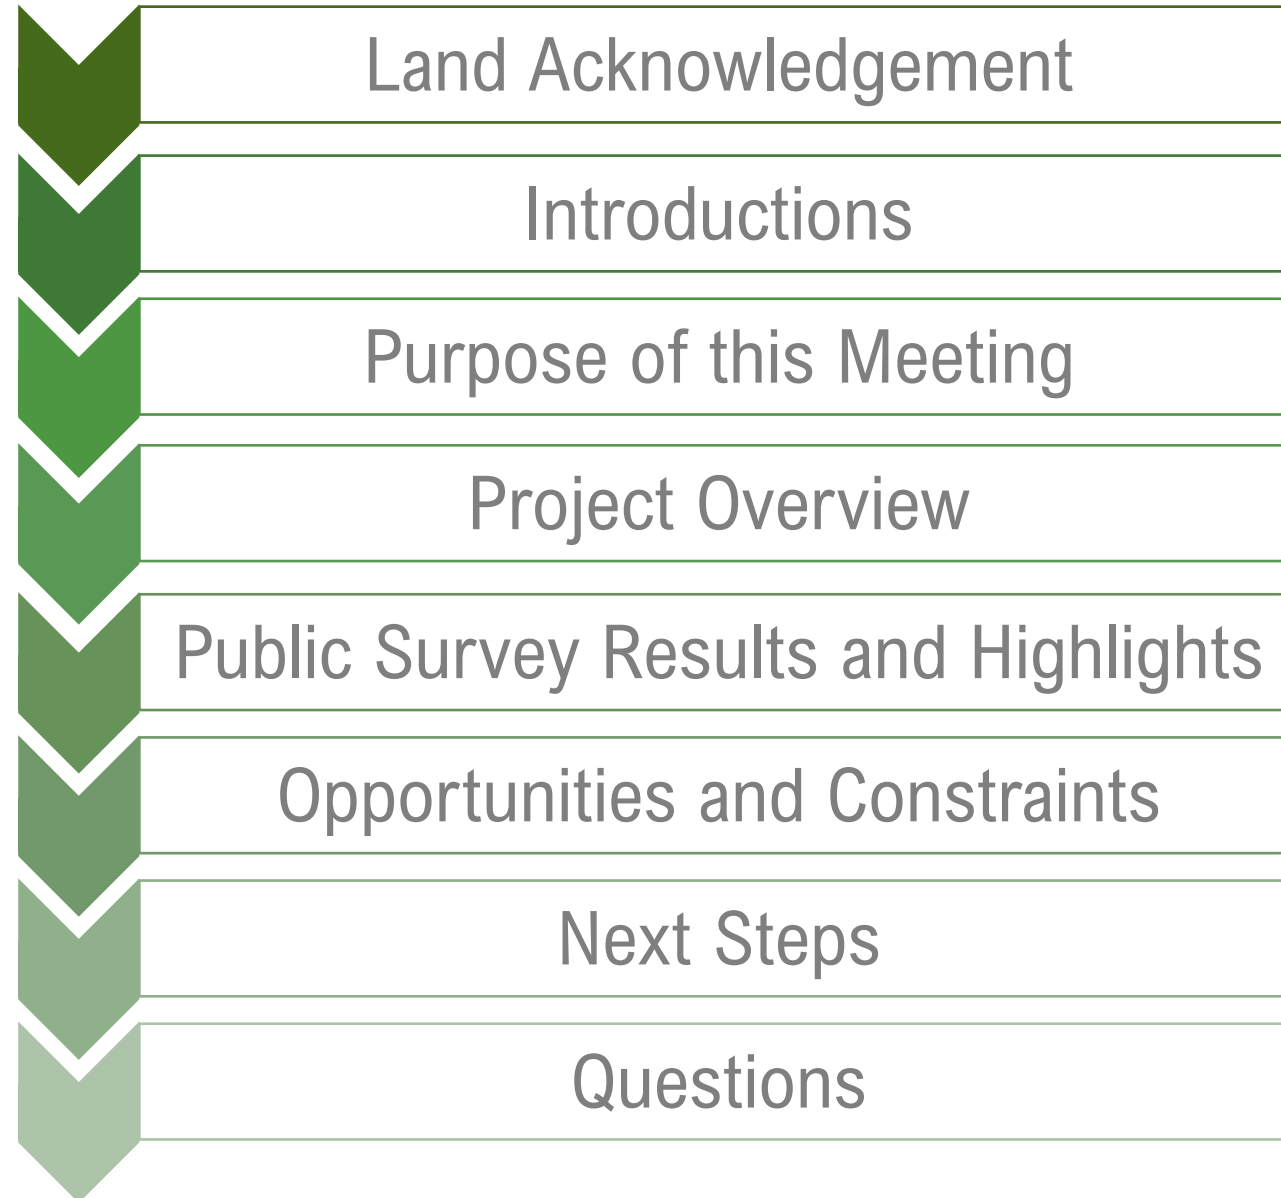 Land Acknowledgement
Introductions
Purpose of this Meeting
Project Overview
Public Survey Results and Highlights
Opportunities and Constraints
Next Steps
Questions